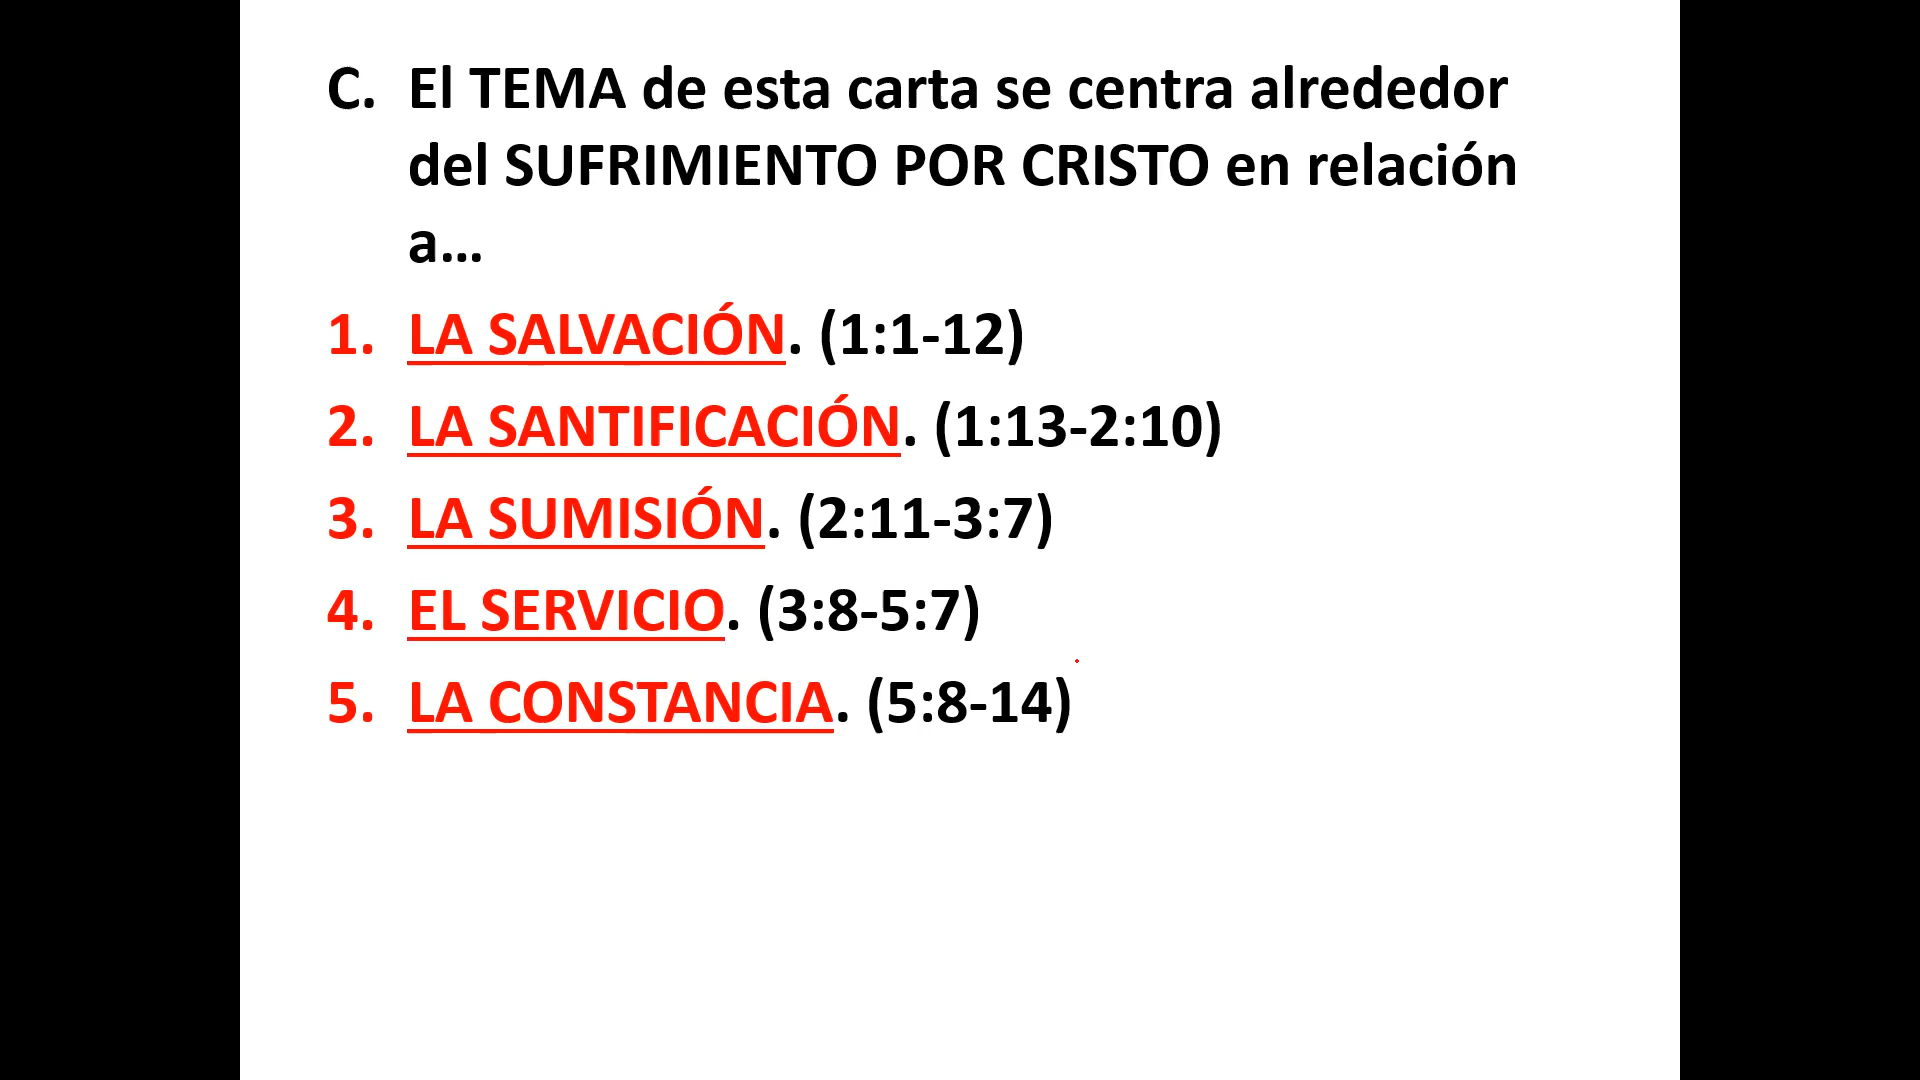 C. El TEMA de esta carta se centra alrededor
del SUFRIMIENTO POR CRISTO en relación
a…
1. LA SALVACIÓN. (1:1-12)
2. LA SANTIFICACIÓN. (1:13-2:10)
3. LA SUMISIÓN. (2:11-3:7)
4. EL SERVICIO. (3:8-5:7)
5. LA CONSTANCIA. (5:8-14)